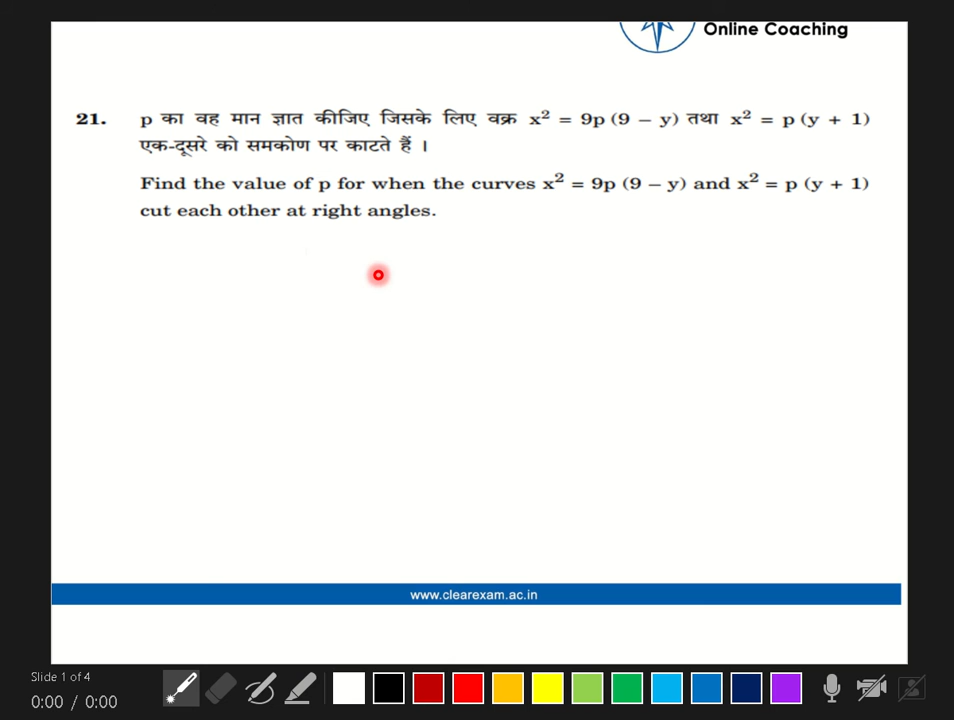 Online Coaching
21. p का वह मान ज्ञात कीजिए जिसके लिए वक्र x² = 9p (9 – y) तथा x² = p (y + 1)
एक-दूसरे को समकोण पर काटते हैं ।
Find the value of p for when the curves x² = 9p (9 – y) and x² = p (y + 1)
cut each other at right angles.
www.clearexam.ac.in
Slide 1 of 4
0:00 / 0:00